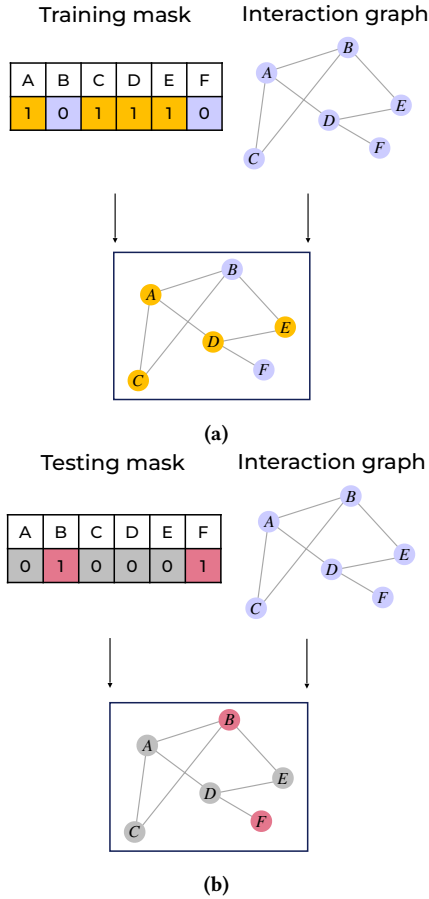 Training mask
Interaction graph
A B C D E F
1 0 1 1 1 0
B
A
E
D
F
C
B
A
E
D
F
C
(a)
Testing mask
Interaction graph
A B C D E F
0 1 0 0 0 1
B
A
E
D
F
C
B
A
E
D
F
C
(b)